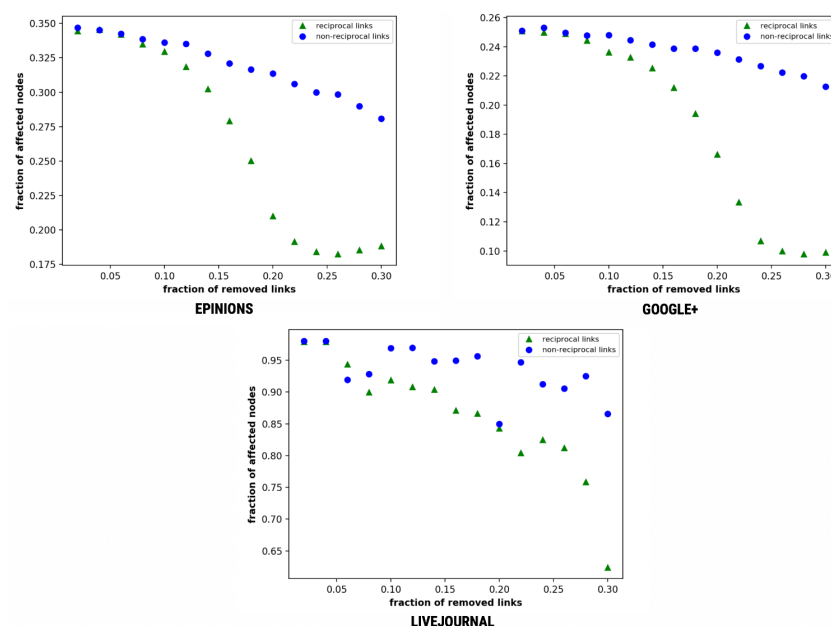 0.350
0.325
0.300
0.275
0.250
0.225
0.200
0.175
fraction of affected nodes
reciprocal links
non-reciprocal links
0.05 0.10 0.15 0.20 0.25 0.30
fraction of removed links
EPINIONS
0.26
0.24
0.22
0.20
0.18
0.16
0.14
0.12
0.10
fraction of affected nodes
reciprocal links
non-reciprocal links
0.05 0.10 0.15 0.20 0.25
fraction of removed links
GOOGLE+
0.95
0.90
0.85
0.80
0.75
0.70
0.65
fraction of affected nodes
reciprocal links
non-reciprocal links
0.05 0.10 0.15 0.20 0.25 0.30
fraction of removed links
LIVEJOURNAL